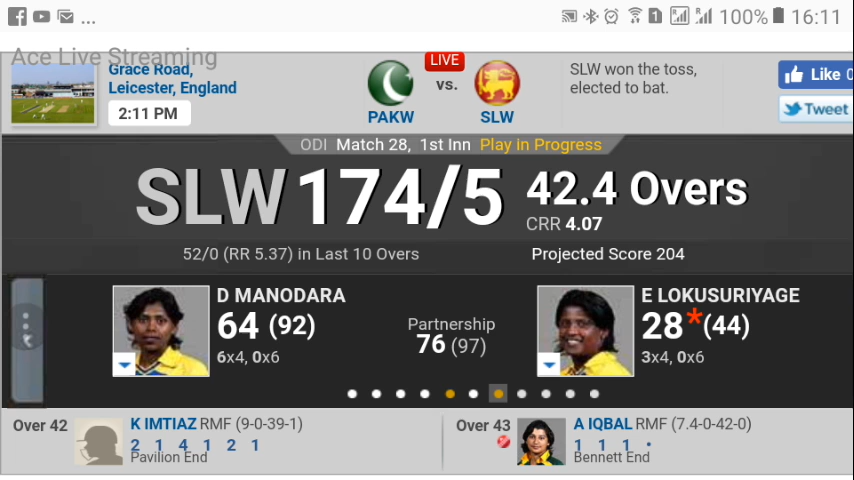 ... 100% 16:11
Ace Live Streaming
Grace Road,
Leicester, England
2:11 PM
LIVE
vs.
PAKW SLW
SLW won the toss,
elected to bat.
Like 0
Tweet
ODI Match 28, 1st Inn Play in Progress
SLW 174/5 42.4 Overs
CRR 4.07
52/0 (RR 5.37) in Last 10 Overs Projected Score 204
D MANODARA
64 (92)
6x4, 0x6
Partnership
76 (97)
E LOKUSURIYAGE
28*(44)
3x4, 0x6
Over 42 K IMTIAZ RMF (9-0-39-1)
2 1 4 1 2 1
Pavilion End
Over 43 A IQBAL RMF (7.4-0-42-0)
1 1 1 •
Bennett End